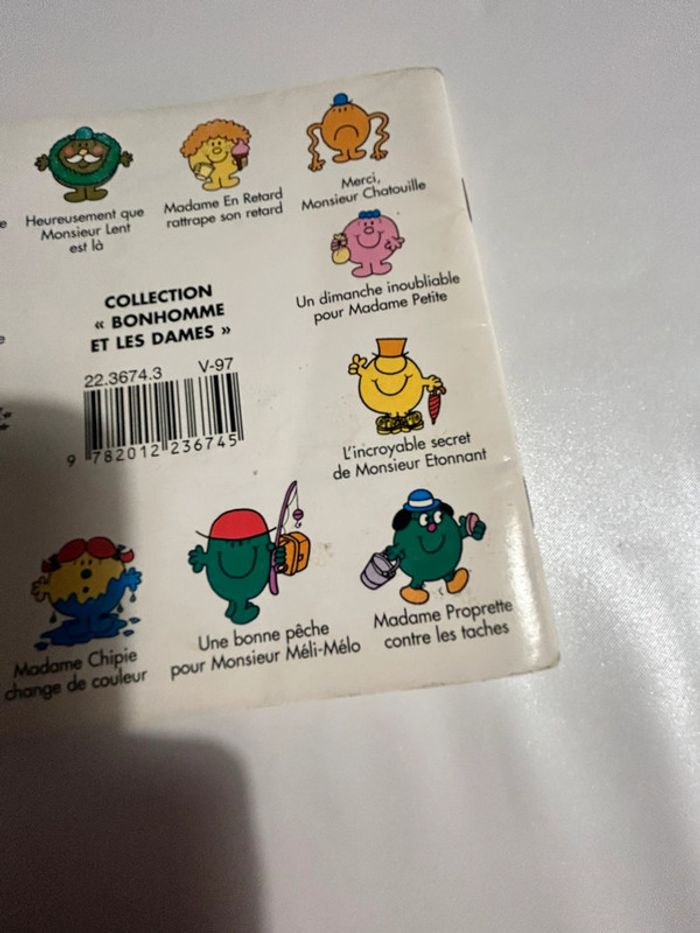 Heureusement que
Monsieur Lent
est là
Madame En Retard
rattrape son retard
Merci,
Monsieur Chatouille
Un dimanche inoubliable
pour Madame Petite
COLLECTION
« BONHOMME
ET LES DAMES »
22.3674.3 V-97
9 782012 236745
L'incroyable secret
de Monsieur Etonnant
Madame Chipie
change de couleur
Une bonne pêche
pour Monsieur Méli-Mélo
Madame Proprette
contre les taches